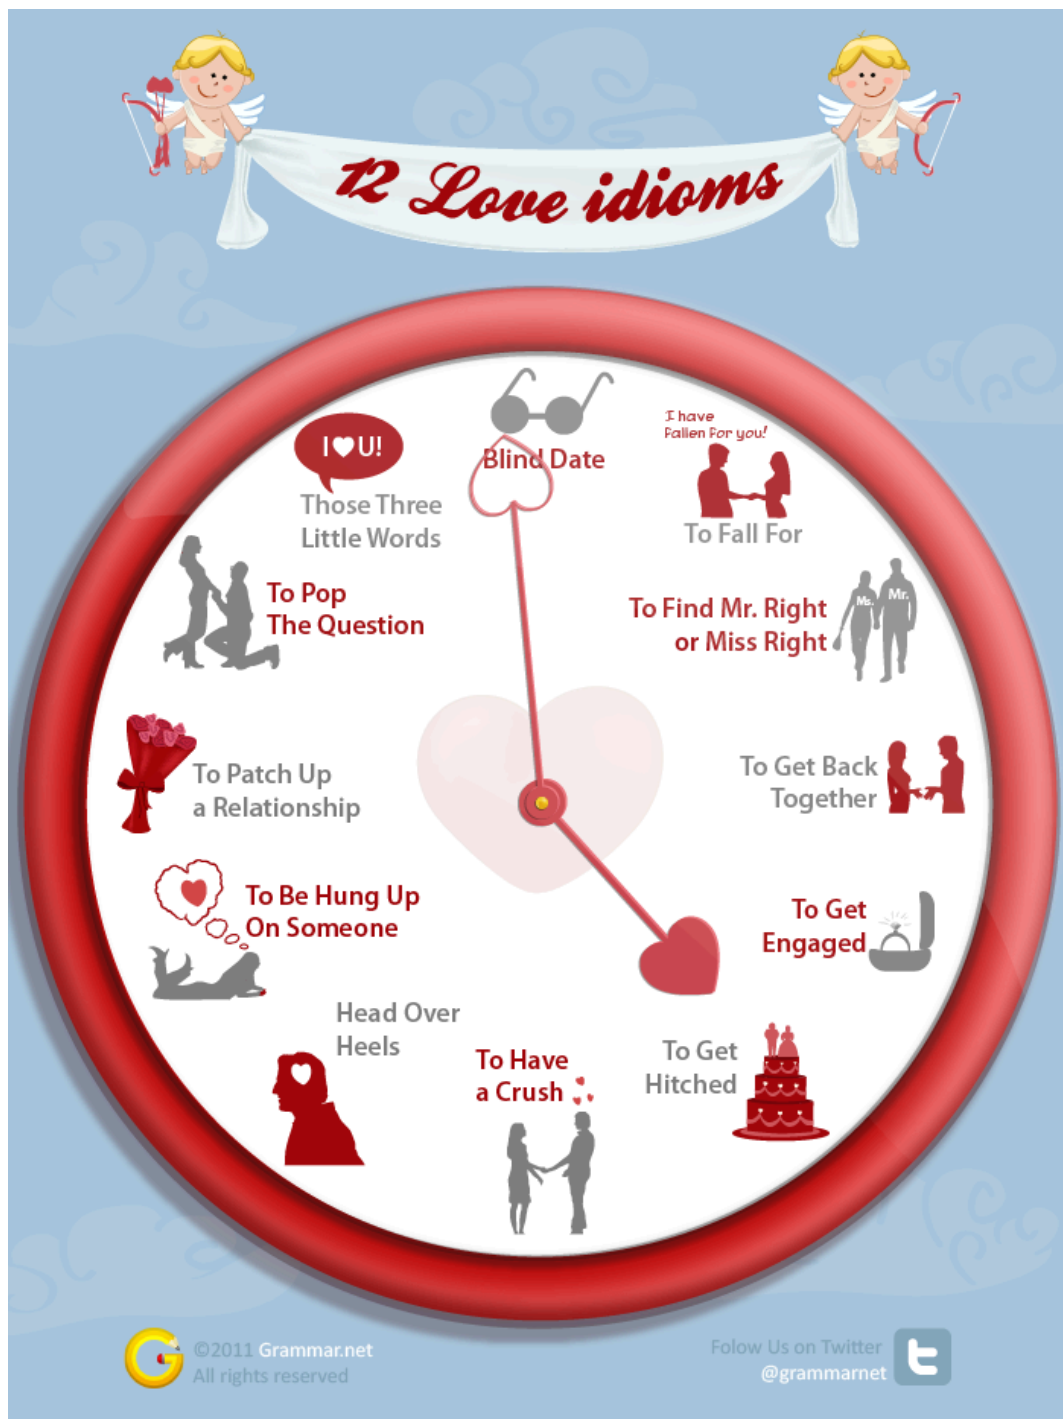 12 Love idioms
Blind Date
I have
Fallen For you!
To Fall For
Ms.
Mr.
To Find Mr. Right
or Miss Right
To Get Back
Together
To Get
Engaged
To Get
Hitched
To Have
a Crush
Head Over
Heels
To Be Hung Up
On Someone
To Patch Up
a Relationship
To Pop
The Question
I♥U!
Those Three
Little Words
©2011 Grammar.net
All rights reserved
Folow Us on Twitter
@grammarnet